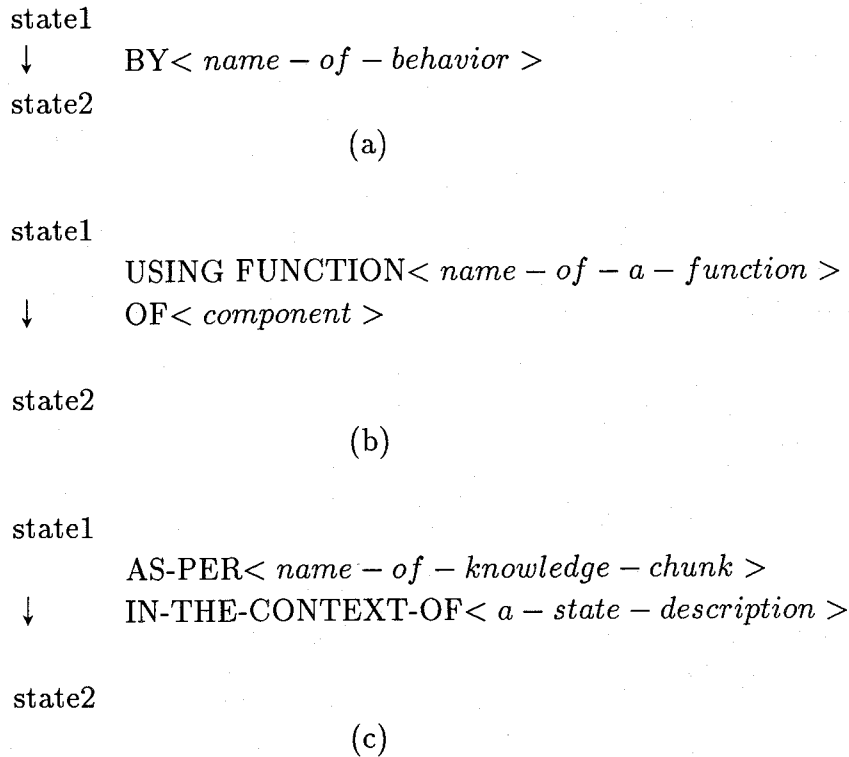 state1
↓ BY< name – of – behavior >
state2
(a)
state1
USING FUNCTION< name – of – a – function >
↓ OF< component >
state2
(b)
state1
AS-PER< name – of – knowledge – chunk >
↓ IN-THE-CONTEXT-OF< a – state – description >
state2
(c)